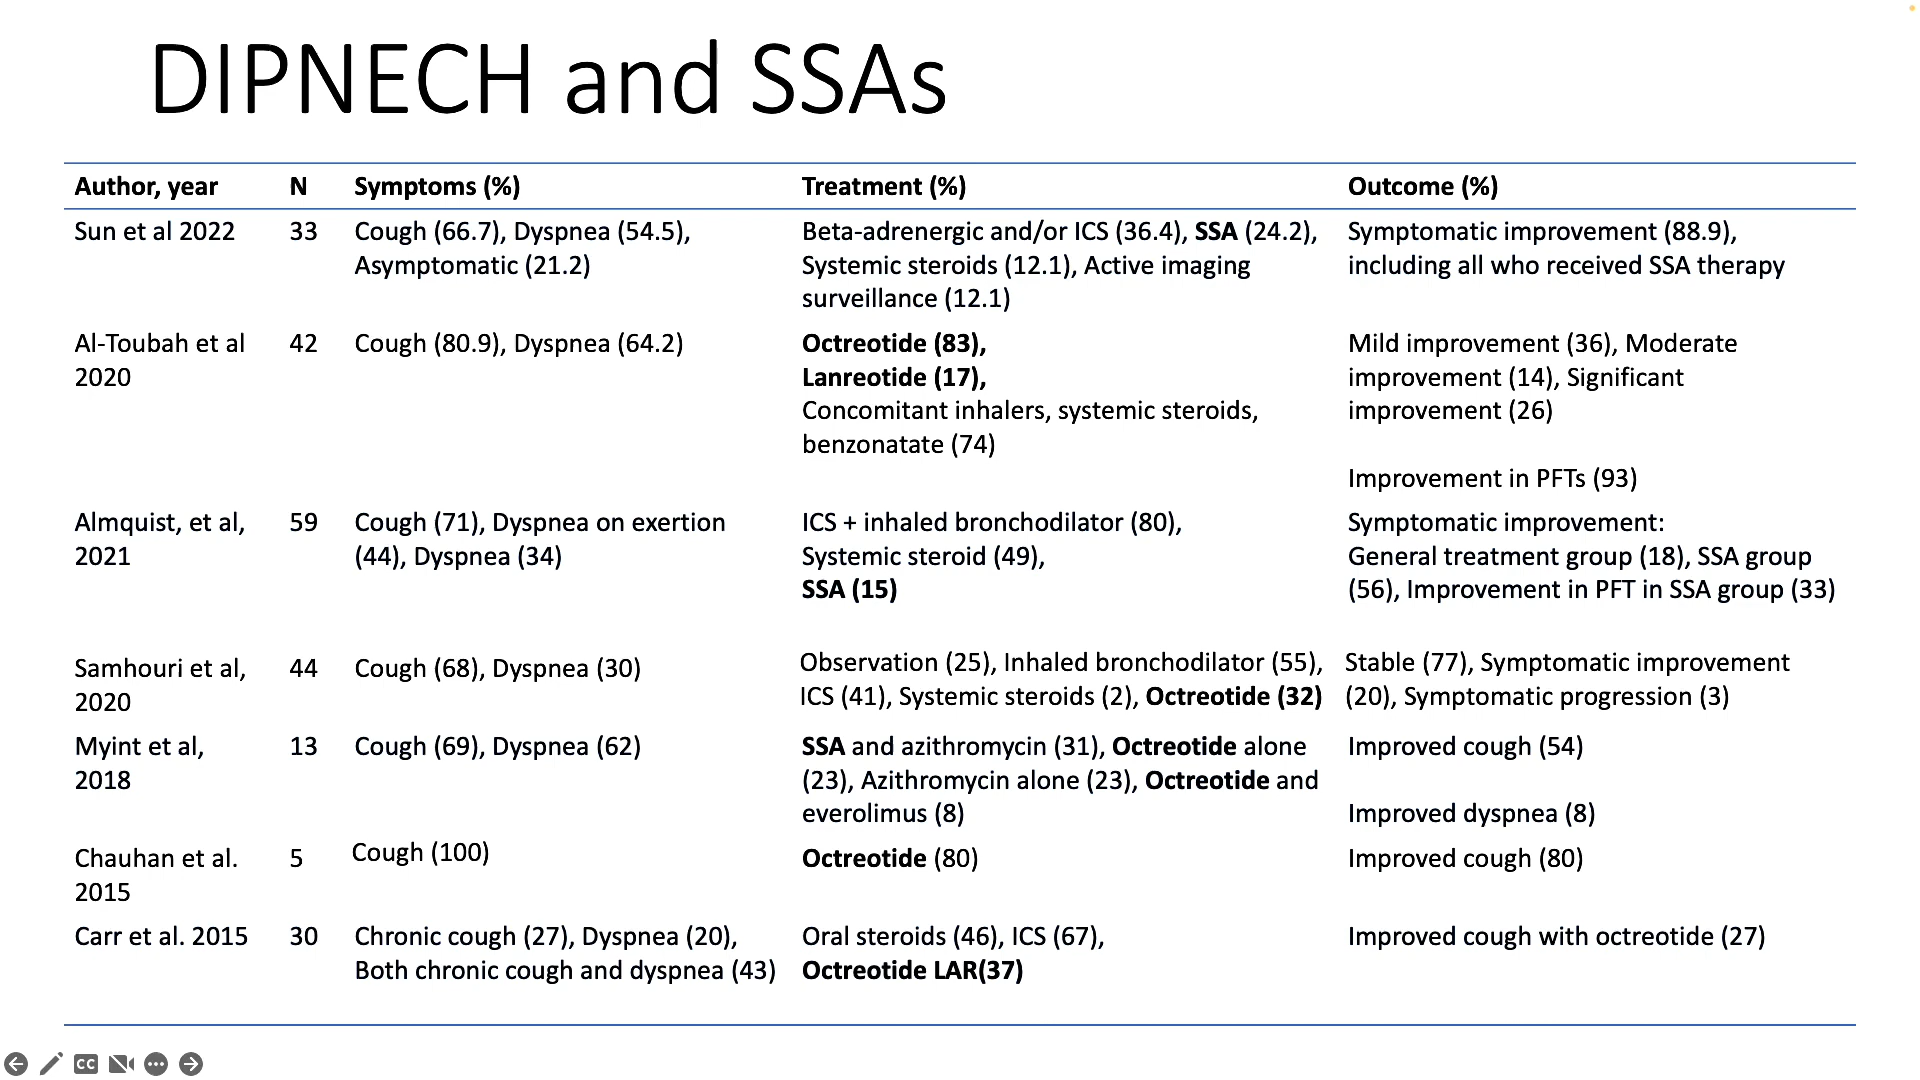 DIPNECH and SSAs
Author, year N Symptoms (%) Treatment (%) Outcome (%)
Sun et al 2022 33 Cough (66.7), Dyspnea (54.5), Beta-adrenergic and/or ICS (36.4), SSA (24.2), Symptomatic improvement (88.9),
Asymptomatic (21.2) Systemic steroids (12.1), Active imaging including all who received SSA therapy
surveillance (12.1)
Al-Toubah et al 42 Cough (80.9), Dyspnea (64.2) Octreotide (83), Mild improvement (36), Moderate
2020 Lanreotide (17), improvement (14), Significant
Concomitant inhalers, systemic steroids, improvement (26)
benzonatate (74)
Improvement in PFTs (93)
Almquist, et al, 59 Cough (71), Dyspnea on exertion ICS + inhaled bronchodilator (80), Symptomatic improvement:
2021 (44), Dyspnea (34) Systemic steroid (49), General treatment group (18), SSA group
SSA (15) (56), Improvement in PFT in SSA group (33)
Samhouri et al, 44 Cough (68), Dyspnea (30) Observation (25), Inhaled bronchodilator (55), Stable (77), Symptomatic improvement
2020 ICS (41), Systemic steroids (2), Octreotide (32) (20), Symptomatic progression (3)
Myint et al, 13 Cough (69), Dyspnea (62) SSA and azithromycin (31), Octreotide alone Improved cough (54)
2018 (23), Azithromycin alone (23), Octreotide and
everolimus (8) Improved dyspnea (8)
Chauhan et al. 5 Cough (100) Octreotide (80) Improved cough (80)
2015
Carr et al. 2015 30 Chronic cough (27), Dyspnea (20), Oral steroids (46), ICS (67), Improved cough with octreotide (27)
Both chronic cough and dyspnea (43) Octreotide LAR(37)
CC